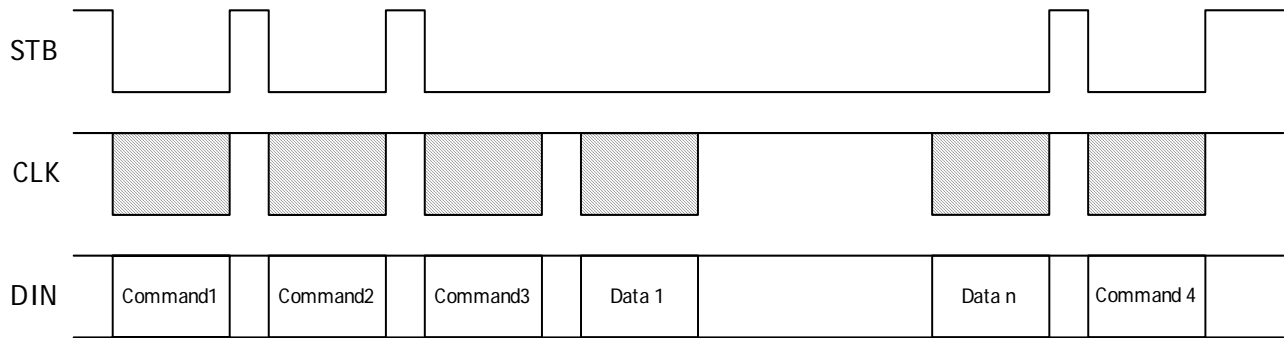 STB
CLK
DIN
Command1
Command2
Command3
Data 1
Data n
Command 4